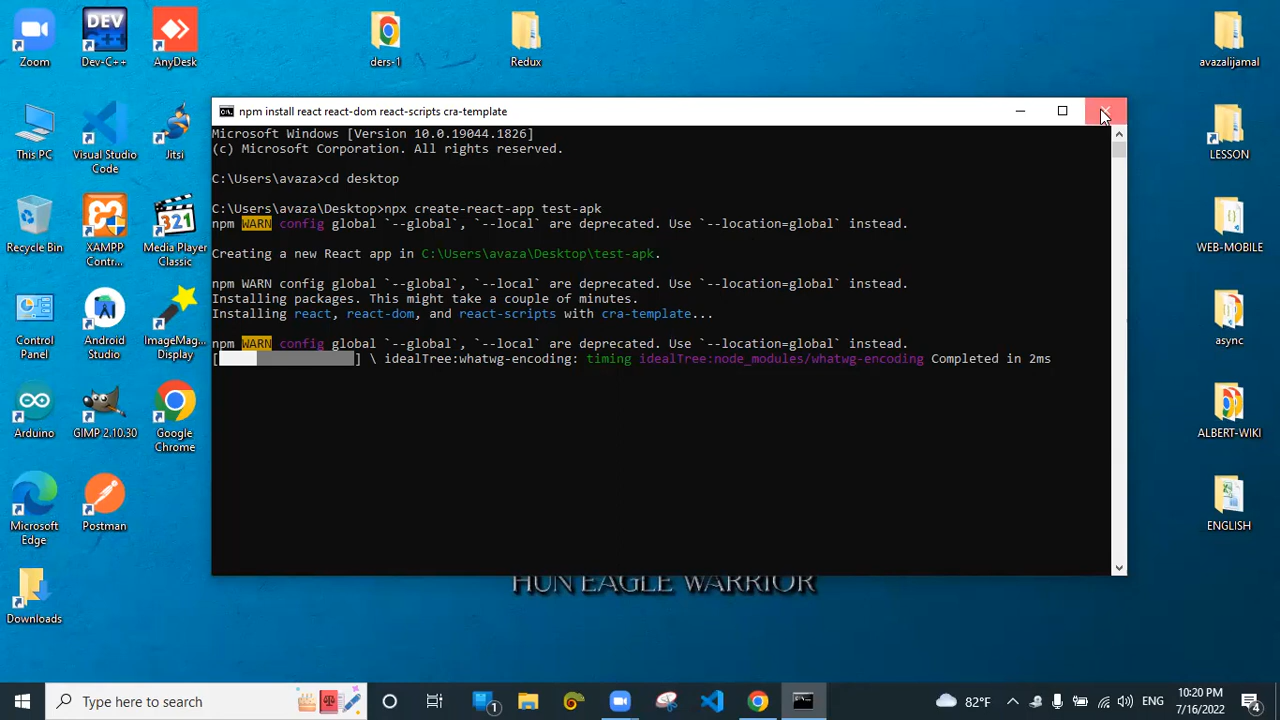 Zoom
Dev-C++
AnyDesk
ders-1
Redux
avazalijamal
This PC
Visual Studio
Code
Jitsi
LESSON
Recycle Bin
XAMPP
Contr...
Media Player
Classic
WEB-MOBILE
Control
Panel
Android
Studio
ImageMag...
Display
async
Arduino
GIMP 2.10.30
Google
Chrome
ALBERT-WIKI
Microsoft
Edge
Postman
ENGLISH
Downloads
npm install react react-dom react-scripts cra-template
Microsoft Windows [Version 10.0.19044.1826]
(c) Microsoft Corporation. All rights reserved.
C:\Users\avaza>cd desktop
C:\Users\avaza\Desktop>npx create-react-app test-apk
npm WARN config global `--global`, `--local` are deprecated. Use `--location=global` instead.
Creating a new React app in C:\Users\avaza\Desktop\test-apk.
npm WARN config global `--global`, `--local` are deprecated. Use `--location=global` instead.
Installing packages. This might take a couple of minutes.
Installing react, react-dom, and react-scripts with cra-template...
npm WARN config global `--global`, `--local` are deprecated. Use `--location=global` instead.
[ ] \ idealTree:whatwg-encoding: timing idealTree:node_modules/whatwg-encoding Completed in 2ms
HUN EAGLE WARRIOR
Type here to search
1
82°F
ENG
10:20 PM
7/16/2022
4